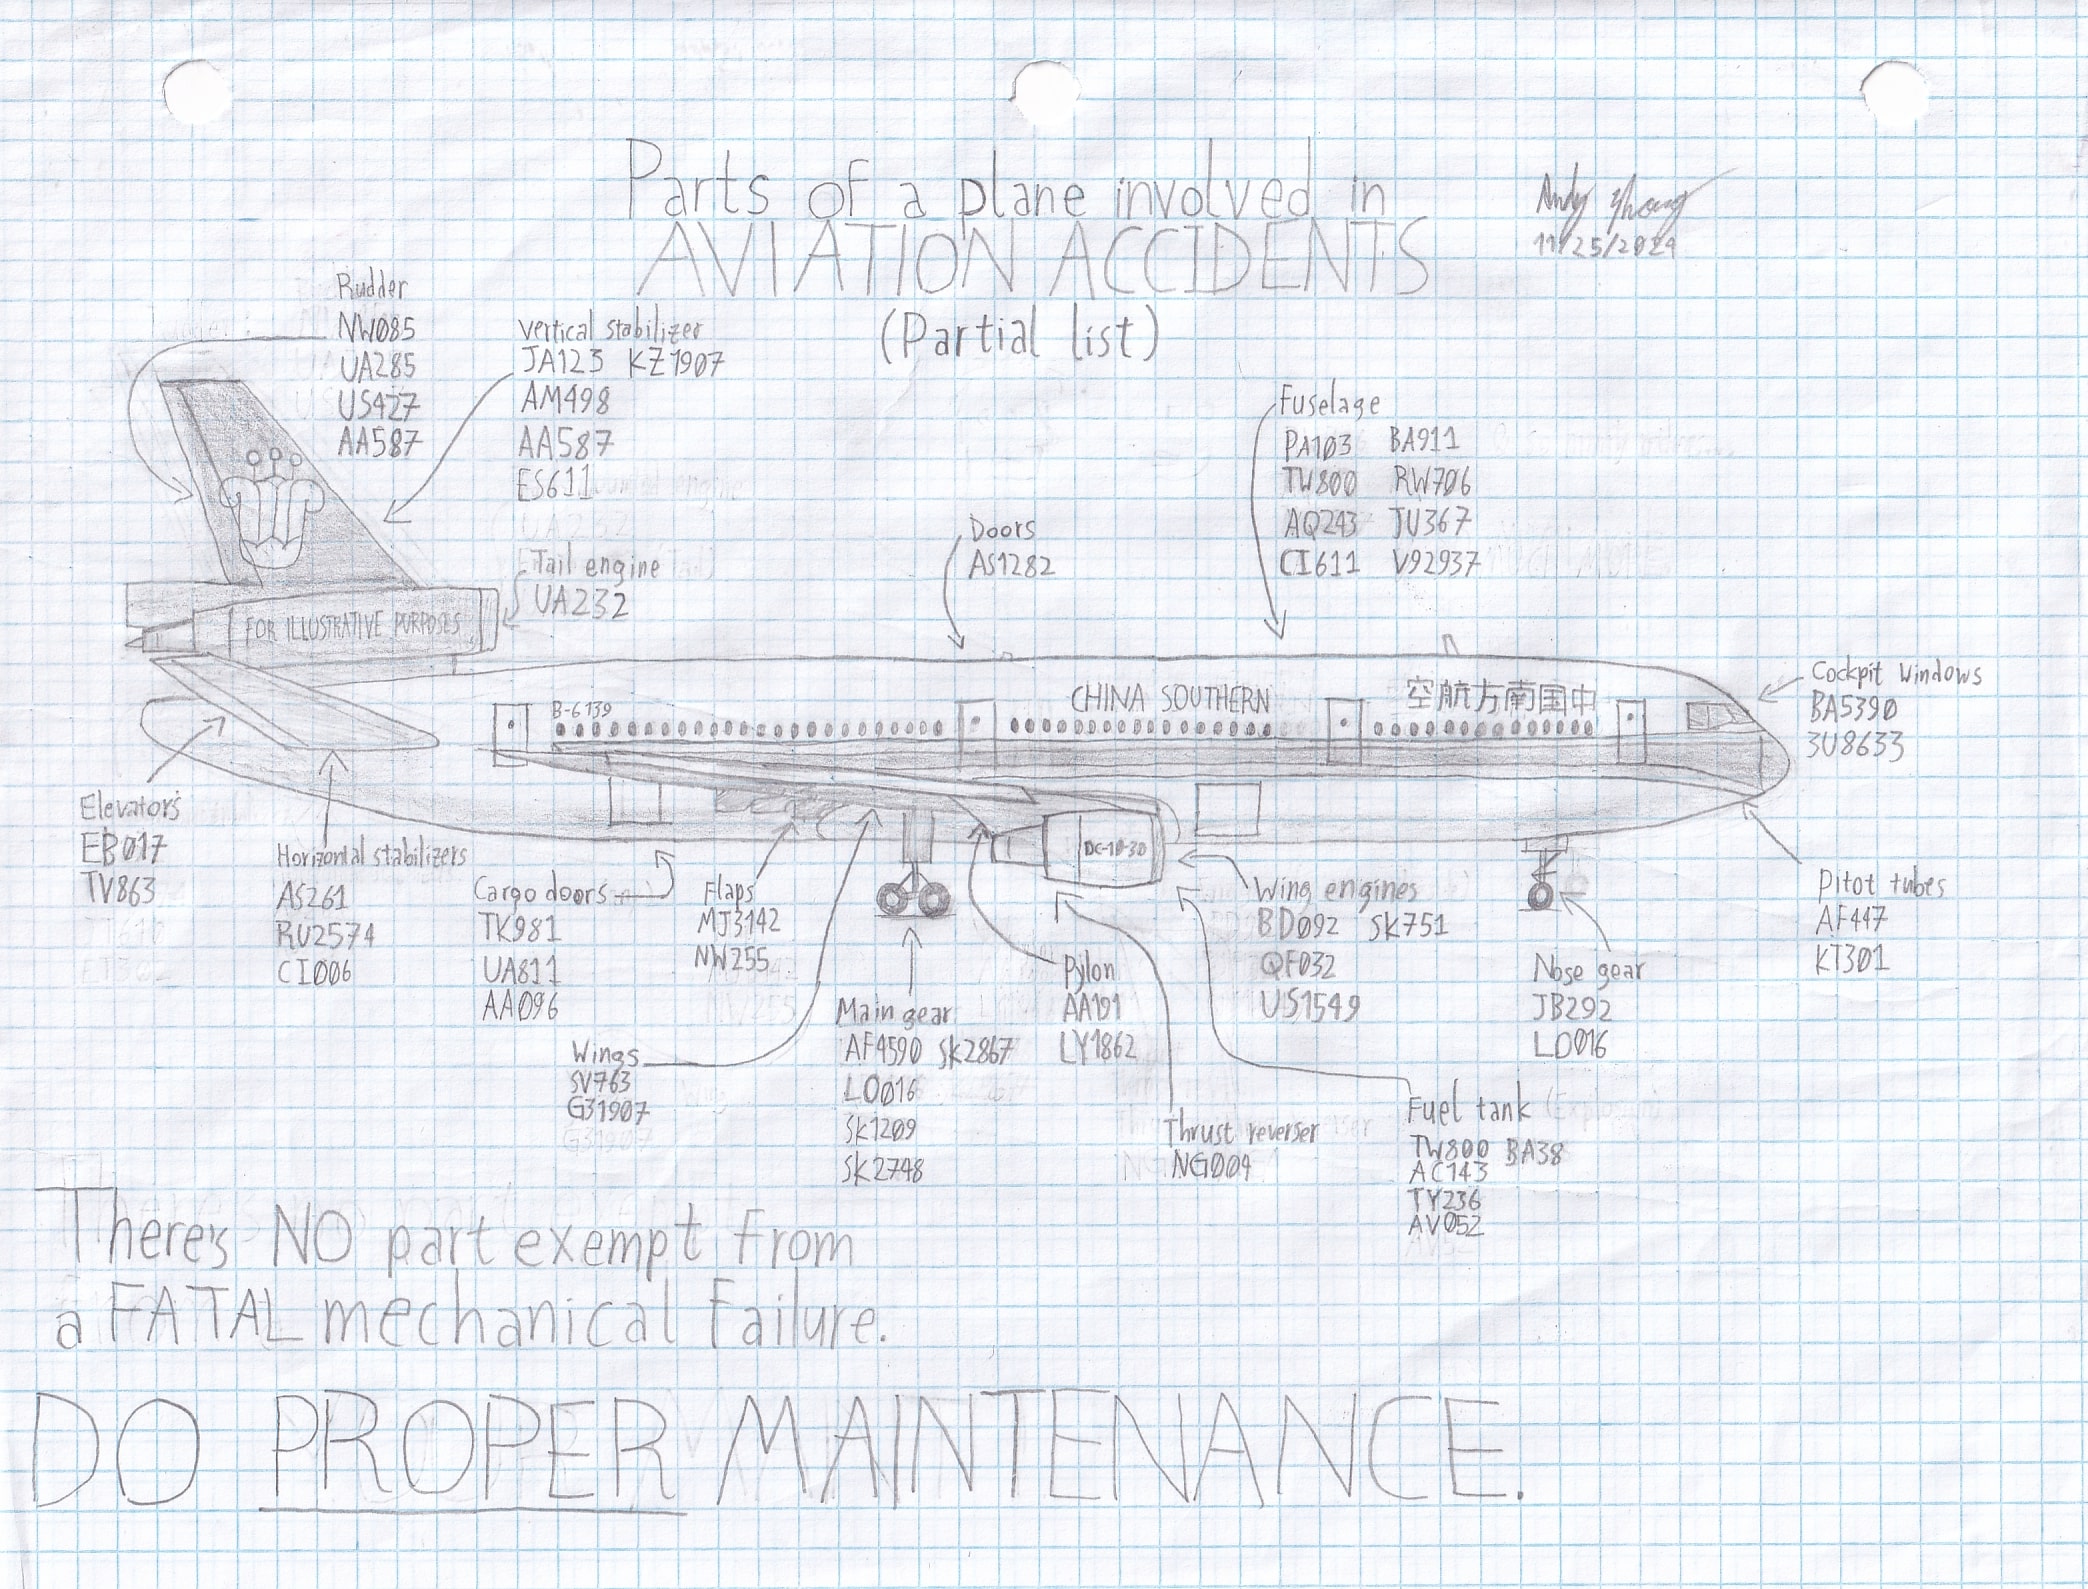 Parts of a plane involved in
AVIATION ACCIDENTS
(Partial list)
Andy
11/25/2024
Rudder
NW085
UA285
US427
AA587
Vertical stabilizer
JA123 KZ1907
AM498
AA587
ES611
Tail engine
UA232
FOR ILLUSTRATIVE PURPOSES
Doors
AS1282
Fuselage
PA103 BA911
TW800 RW706
AQ243 JU367
CI611 V92937
Cockpit windows
BA5390
3U8633
B-6139
CHINA SOUTHERN
空航方南国中
DC-10-30
Elevators
EB017
TV863
Horizontal stabilizers
AS261
RU2574
CI006
Cargo doors
TK981
UA811
AA096
Flaps
MJ3142
NW255
Wings
SV763
G31907
Main gear
AF4590 SK2867
LO016
SK1209
SK2748
Pylon
AA191
LY1862
Thrust reverser
NG004
Wing engines
BD092 SK751
QF032
US1549
Fuel tank
TW800 BA38
AC143
TY236
AV052
Nose gear
JB292
LO016
Pitot tubes
AF447
KT301
There's NO part exempt from
a FATAL mechanical failure.
DO PROPER MAINTENANCE.